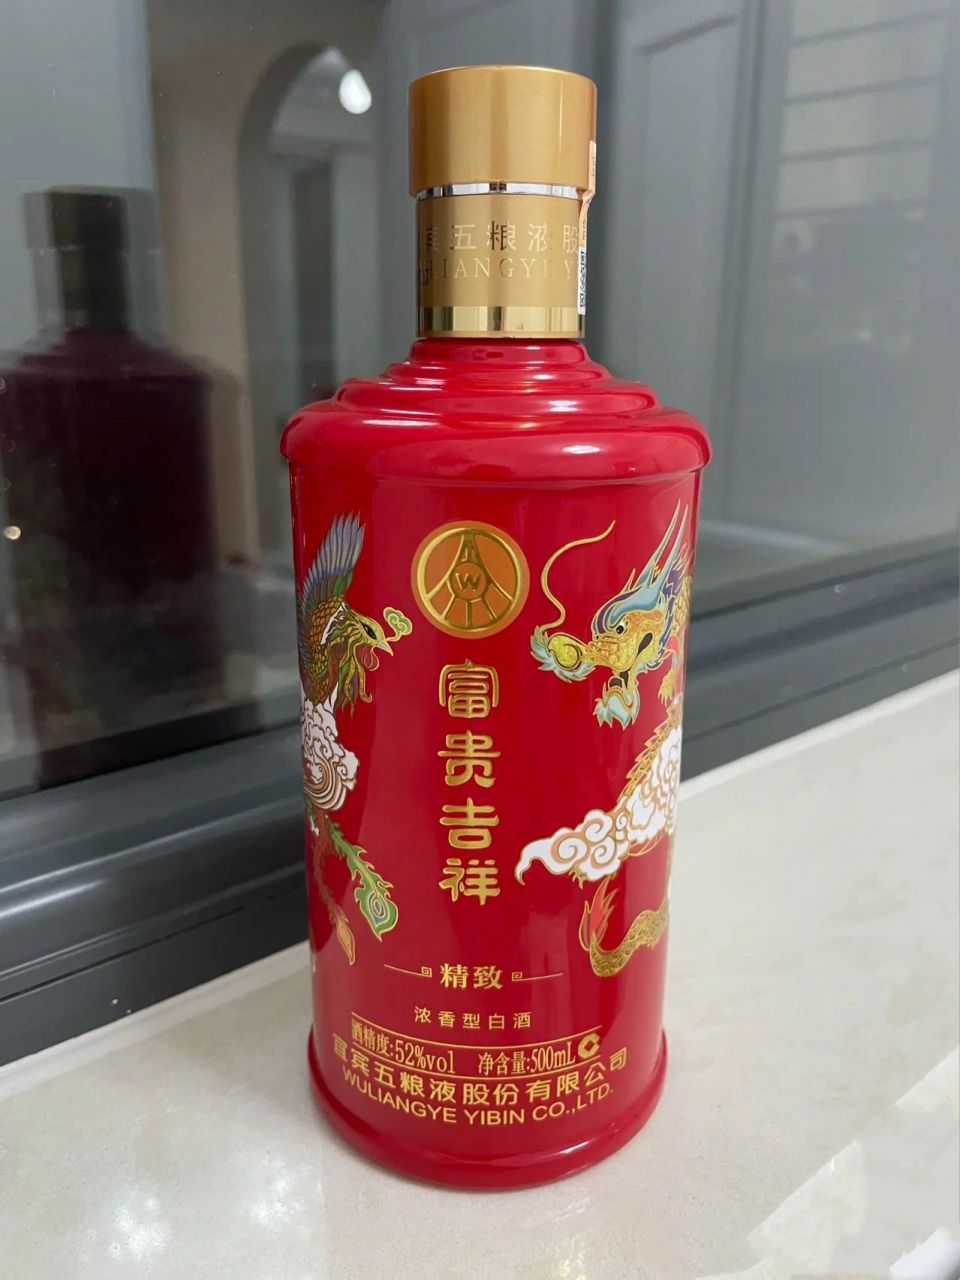 宾五粮液股
LIANGYE Y
W
富贵吉祥
精致
浓香型白酒
酒精度:52%vol 净含量:500mL
宜宾五粮液股份有限公司
WULIANGYE YIBIN CO.,LTD.